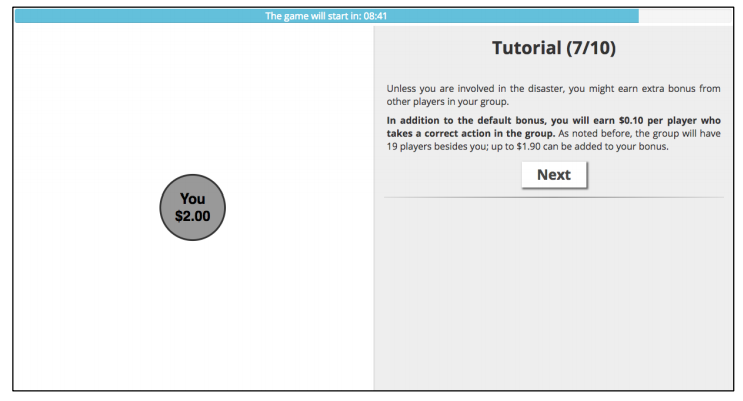 The game will start in: 08:41
Tutorial (7/10)
Unless you are involved in the disaster, you might earn extra bonus from
other players in your group.
In addition to the default bonus, you will earn $0.10 per player who
takes a correct action in the group. As noted before, the group will have
19 players besides you; up to $1.90 can be added to your bonus.
Next
You
$2.00